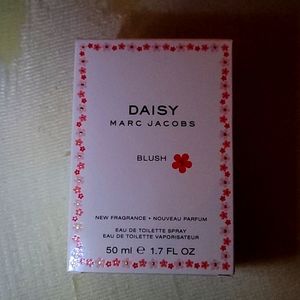 DAISY
MARC JACOBS
BLUSH
NEW FRAGRANCE • NOUVEAU PARFUM
EAU DE TOILETTE SPRAY
EAU DE TOILETTE VAPORISATEUR
50 ml ℮ 1.7 FL OZ